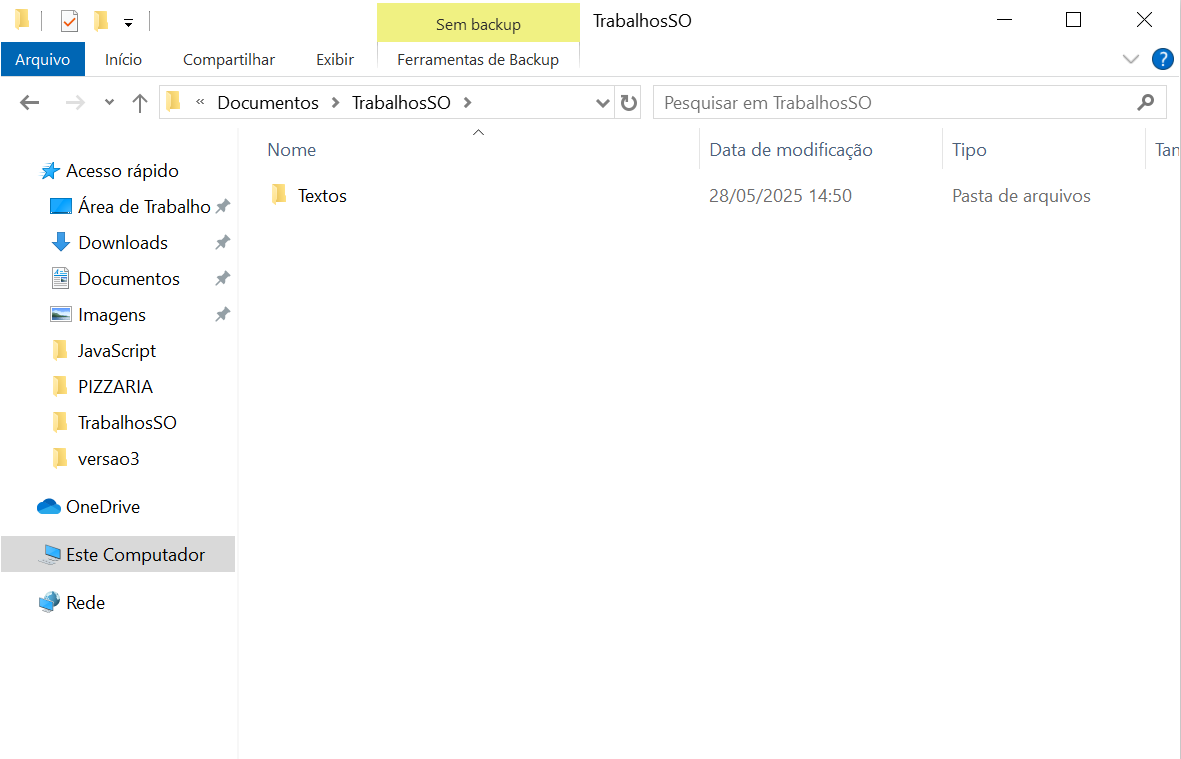 Sem backup
TrabalhosSO
Arquivo Início Compartilhar Exibir Ferramentas de Backup ?
« Documentos > TrabalhosSO >
Pesquisar em TrabalhosSO
Nome Data de modificação Tipo Tan
Textos 28/05/2025 14:50 Pasta de arquivos
Acesso rápido
Área de Trabalho
Downloads
Documentos
Imagens
JavaScript
PIZZARIA
TrabalhosSO
versao3
OneDrive
Este Computador
Rede